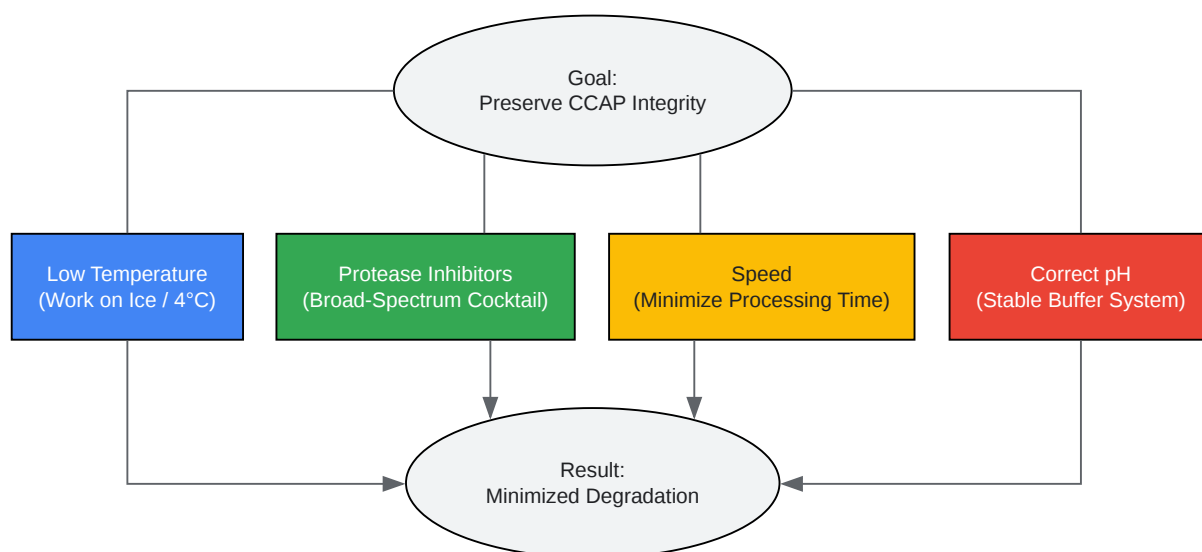 Goal:
Preserve CCAP Integrity
Low Temperature
(Work on Ice / 4°C)
Protease Inhibitors
(Broad-Spectrum Cocktail)
Speed
(Minimize Processing Time)
Correct pH
(Stable Buffer System)
Result:
Minimized Degradation